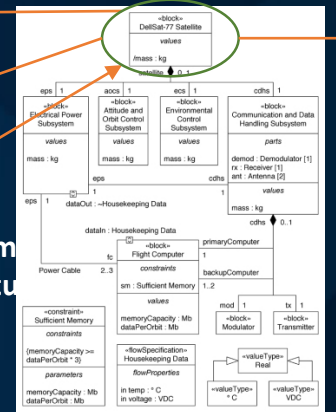 «block»
DellSat-77 Satellite
values
/mass : kg
satellite 0..1
eps 1
accs 1
ecs 1
cdhs 1
«block»
Electrical Power
Subsystem
values
mass : kg
«block»
Attitude and
Orbit Control
Subsystem
values
mass : kg
«block»
Environmental
Control
Subsystem
values
mass : kg
«block»
Communication and Data
Handling Subsystem
parts
demod : Demodulator [1]
rx : Receiver [1]
ant : Antenna [2]
values
mass : kg
eps
cdhs
eps 1
1
1
dataOut : ~Housekeeping Data
cdhs 0..1
dataIn : Housekeeping Data
fc
Power Cable 2..3
«block»
Flight Computer
constraints
sm : Sufficient Memory
values
memoryCapacity : Mb
dataPerOrbit : Mb
primaryComputer
1
backupComputer
1..2
mod 1
tx 1
«block»
Modulator
«block»
Transmitter
m
tu
«constraint»
Sufficient Memory
constraints
{memoryCapacity >=
dataPerOrbit * 3}
parameters
memoryCapacity : Mb
dataPerOrbit : Mb
«flowSpecification»
Housekeeping Data
flowProperties
in temp : ° C
in voltage : VDC
«valueType»
Real
«valueType»
° C
«valueType»
VDC